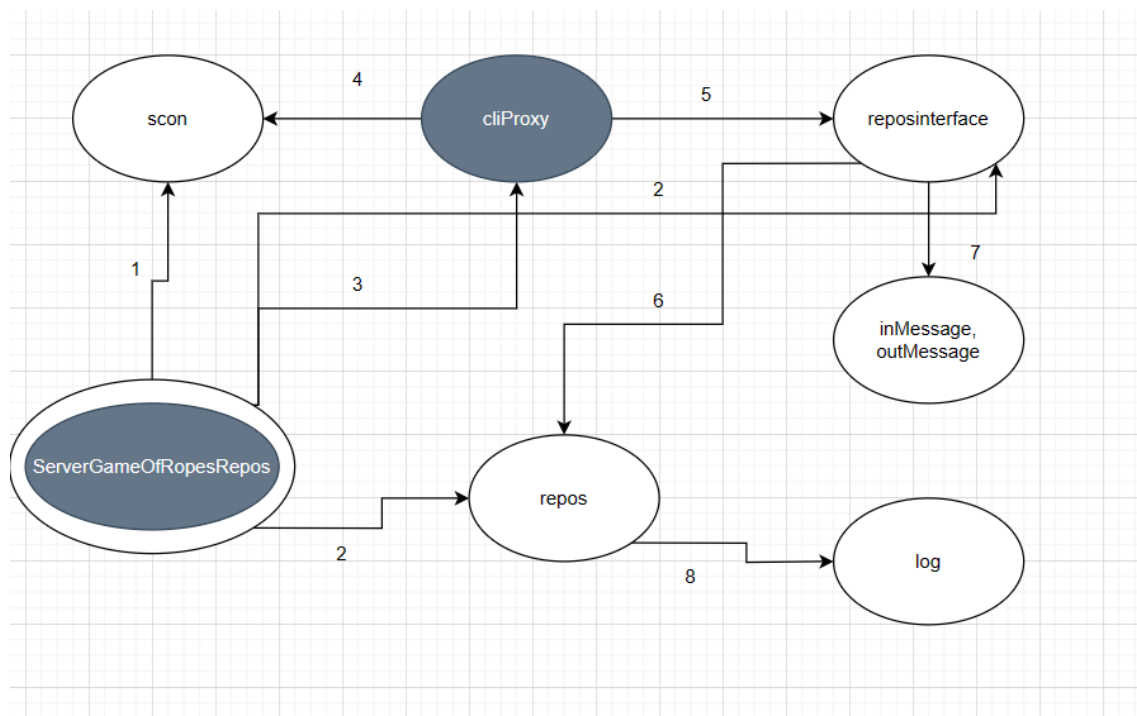 4
5
scon
cliProxy
reposinterface
2
1
7
3
6
inMessage,
outMessage
ServerGameOfRopesRepos
repos
2
log
8